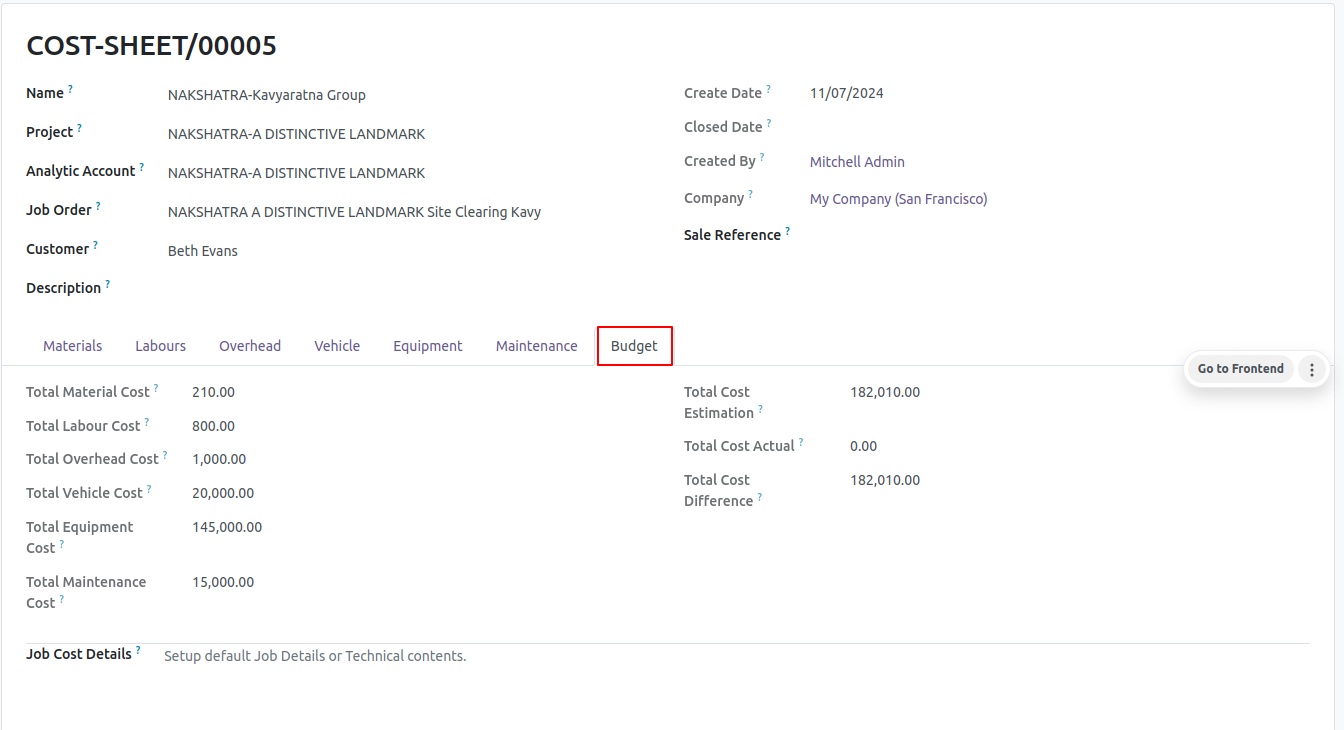 COST-SHEET/00005
Name ? NAKSHATRA-Kavyaratna Group
Project ? NAKSHATRA-A DISTINCTIVE LANDMARK
Analytic Account ? NAKSHATRA-A DISTINCTIVE LANDMARK
Job Order ? NAKSHATRA A DISTINCTIVE LANDMARK Site Clearing Kavy
Customer ? Beth Evans
Description ?
Create Date ? 11/07/2024
Closed Date ?
Created By ? Mitchell Admin
Company ? My Company (San Francisco)
Sale Reference ?
Materials Labours Overhead Vehicle Equipment Maintenance Budget
Go to Frontend
Total Material Cost ? 210.00
Total Labour Cost ? 800.00
Total Overhead Cost ? 1,000.00
Total Vehicle Cost ? 20,000.00
Total Equipment 145,000.00
Cost ?
Total Maintenance 15,000.00
Cost ?
Total Cost 182,010.00
Estimation ?
Total Cost Actual ? 0.00
Total Cost 182,010.00
Difference ?
Job Cost Details ? Setup default Job Details or Technical contents.